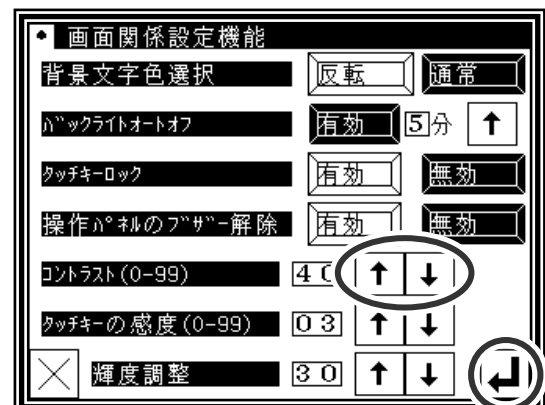 画面関係設定機能
背景文字色選択 反転 通常
ﾊﾞｯｸﾗｲﾄｵｰﾄｵﾌ 有効 5分 ↑
ﾀｯﾁｷｰﾛｯｸ 有効 無効
操作ﾊﾟﾈﾙのﾌﾞｻﾞｰ解除 有効 無効
ｺﾝﾄﾗｽﾄ(0-99) 40 ↑ ↓
ﾀｯﾁｷｰの感度(0-99) 03 ↑ ↓
輝度調整 30 ↑ ↓